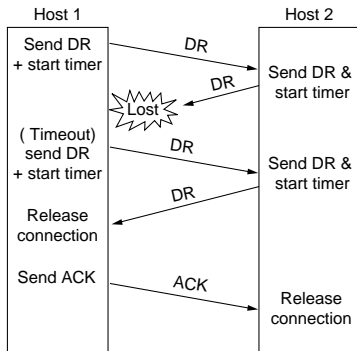 Host 1
Host 2
Send DR
+ start timer
DR
Send DR &
start timer
DR
Lost
( Timeout)
send DR
+ start timer
DR
Send DR &
start timer
DR
Release
connection
Send ACK
ACK
Release
connection